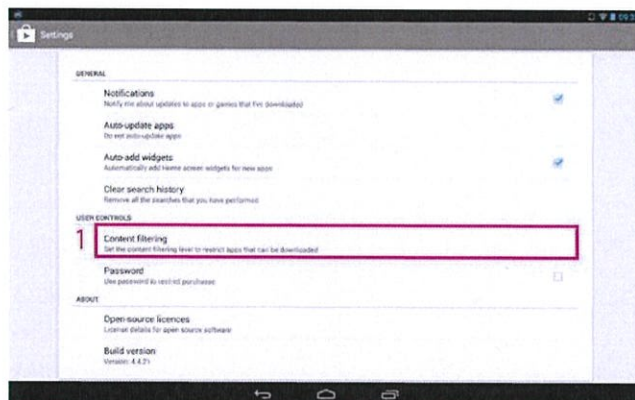 Settings
GENERAL
Notifications
Notify me about updates to apps or games that I've downloaded
Auto-update apps
Do not auto-update apps
Auto-add widgets
Automatically add Home screen widgets for new apps
Clear search history
Remove all the searches that you have performed
USER CONTROLS
1
Content filtering
Set the content filtering level to restrict apps that can be downloaded
Password
Use password to restrict purchases
ABOUT
Open-source licences
License details for open source software
Build version
Version: 4.4.21